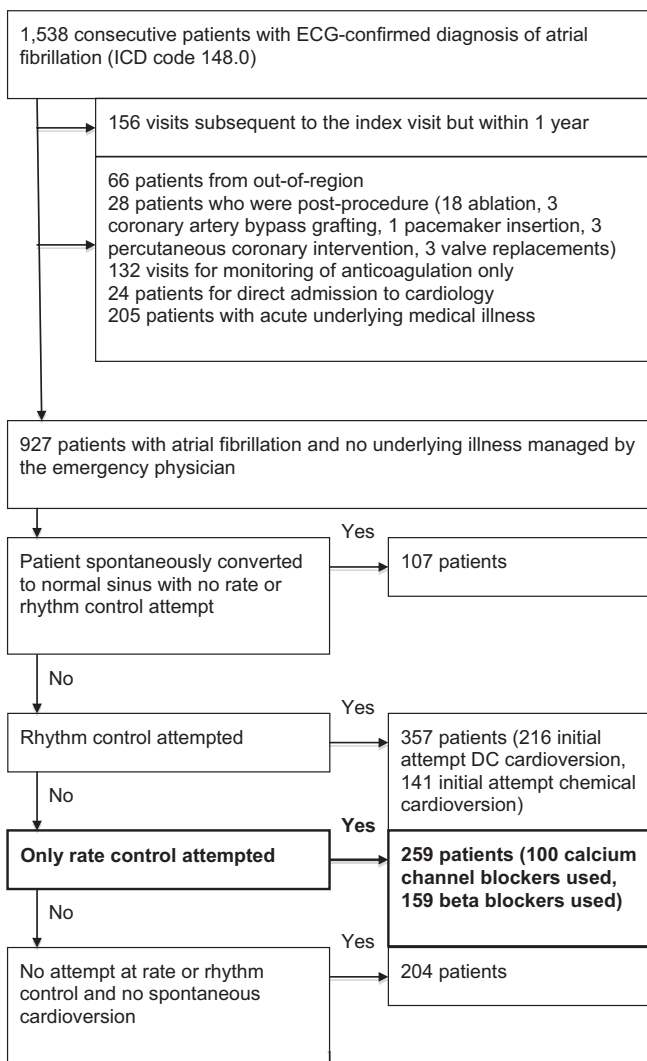 1,538 consecutive patients with ECG-confirmed diagnosis of atrial
fibrillation (ICD code 148.0)
156 visits subsequent to the index visit but within 1 year
66 patients from out-of-region
28 patients who were post-procedure (18 ablation, 3
coronary artery bypass grafting, 1 pacemaker insertion, 3
percutaneous coronary intervention, 3 valve replacements)
132 visits for monitoring of anticoagulation only
24 patients for direct admission to cardiology
205 patients with acute underlying medical illness
927 patients with atrial fibrillation and no underlying illness managed by
the emergency physician
Yes
Patient spontaneously converted
to normal sinus with no rate or
rhythm control attempt
107 patients
No
Yes
Rhythm control attempted
357 patients (216 initial
attempt DC cardioversion,
141 initial attempt chemical
cardioversion)
No
Yes
Only rate control attempted
259 patients (100 calcium
channel blockers used,
159 beta blockers used)
No
Yes
No attempt at rate or rhythm
control and no spontaneous
cardioversion
204 patients